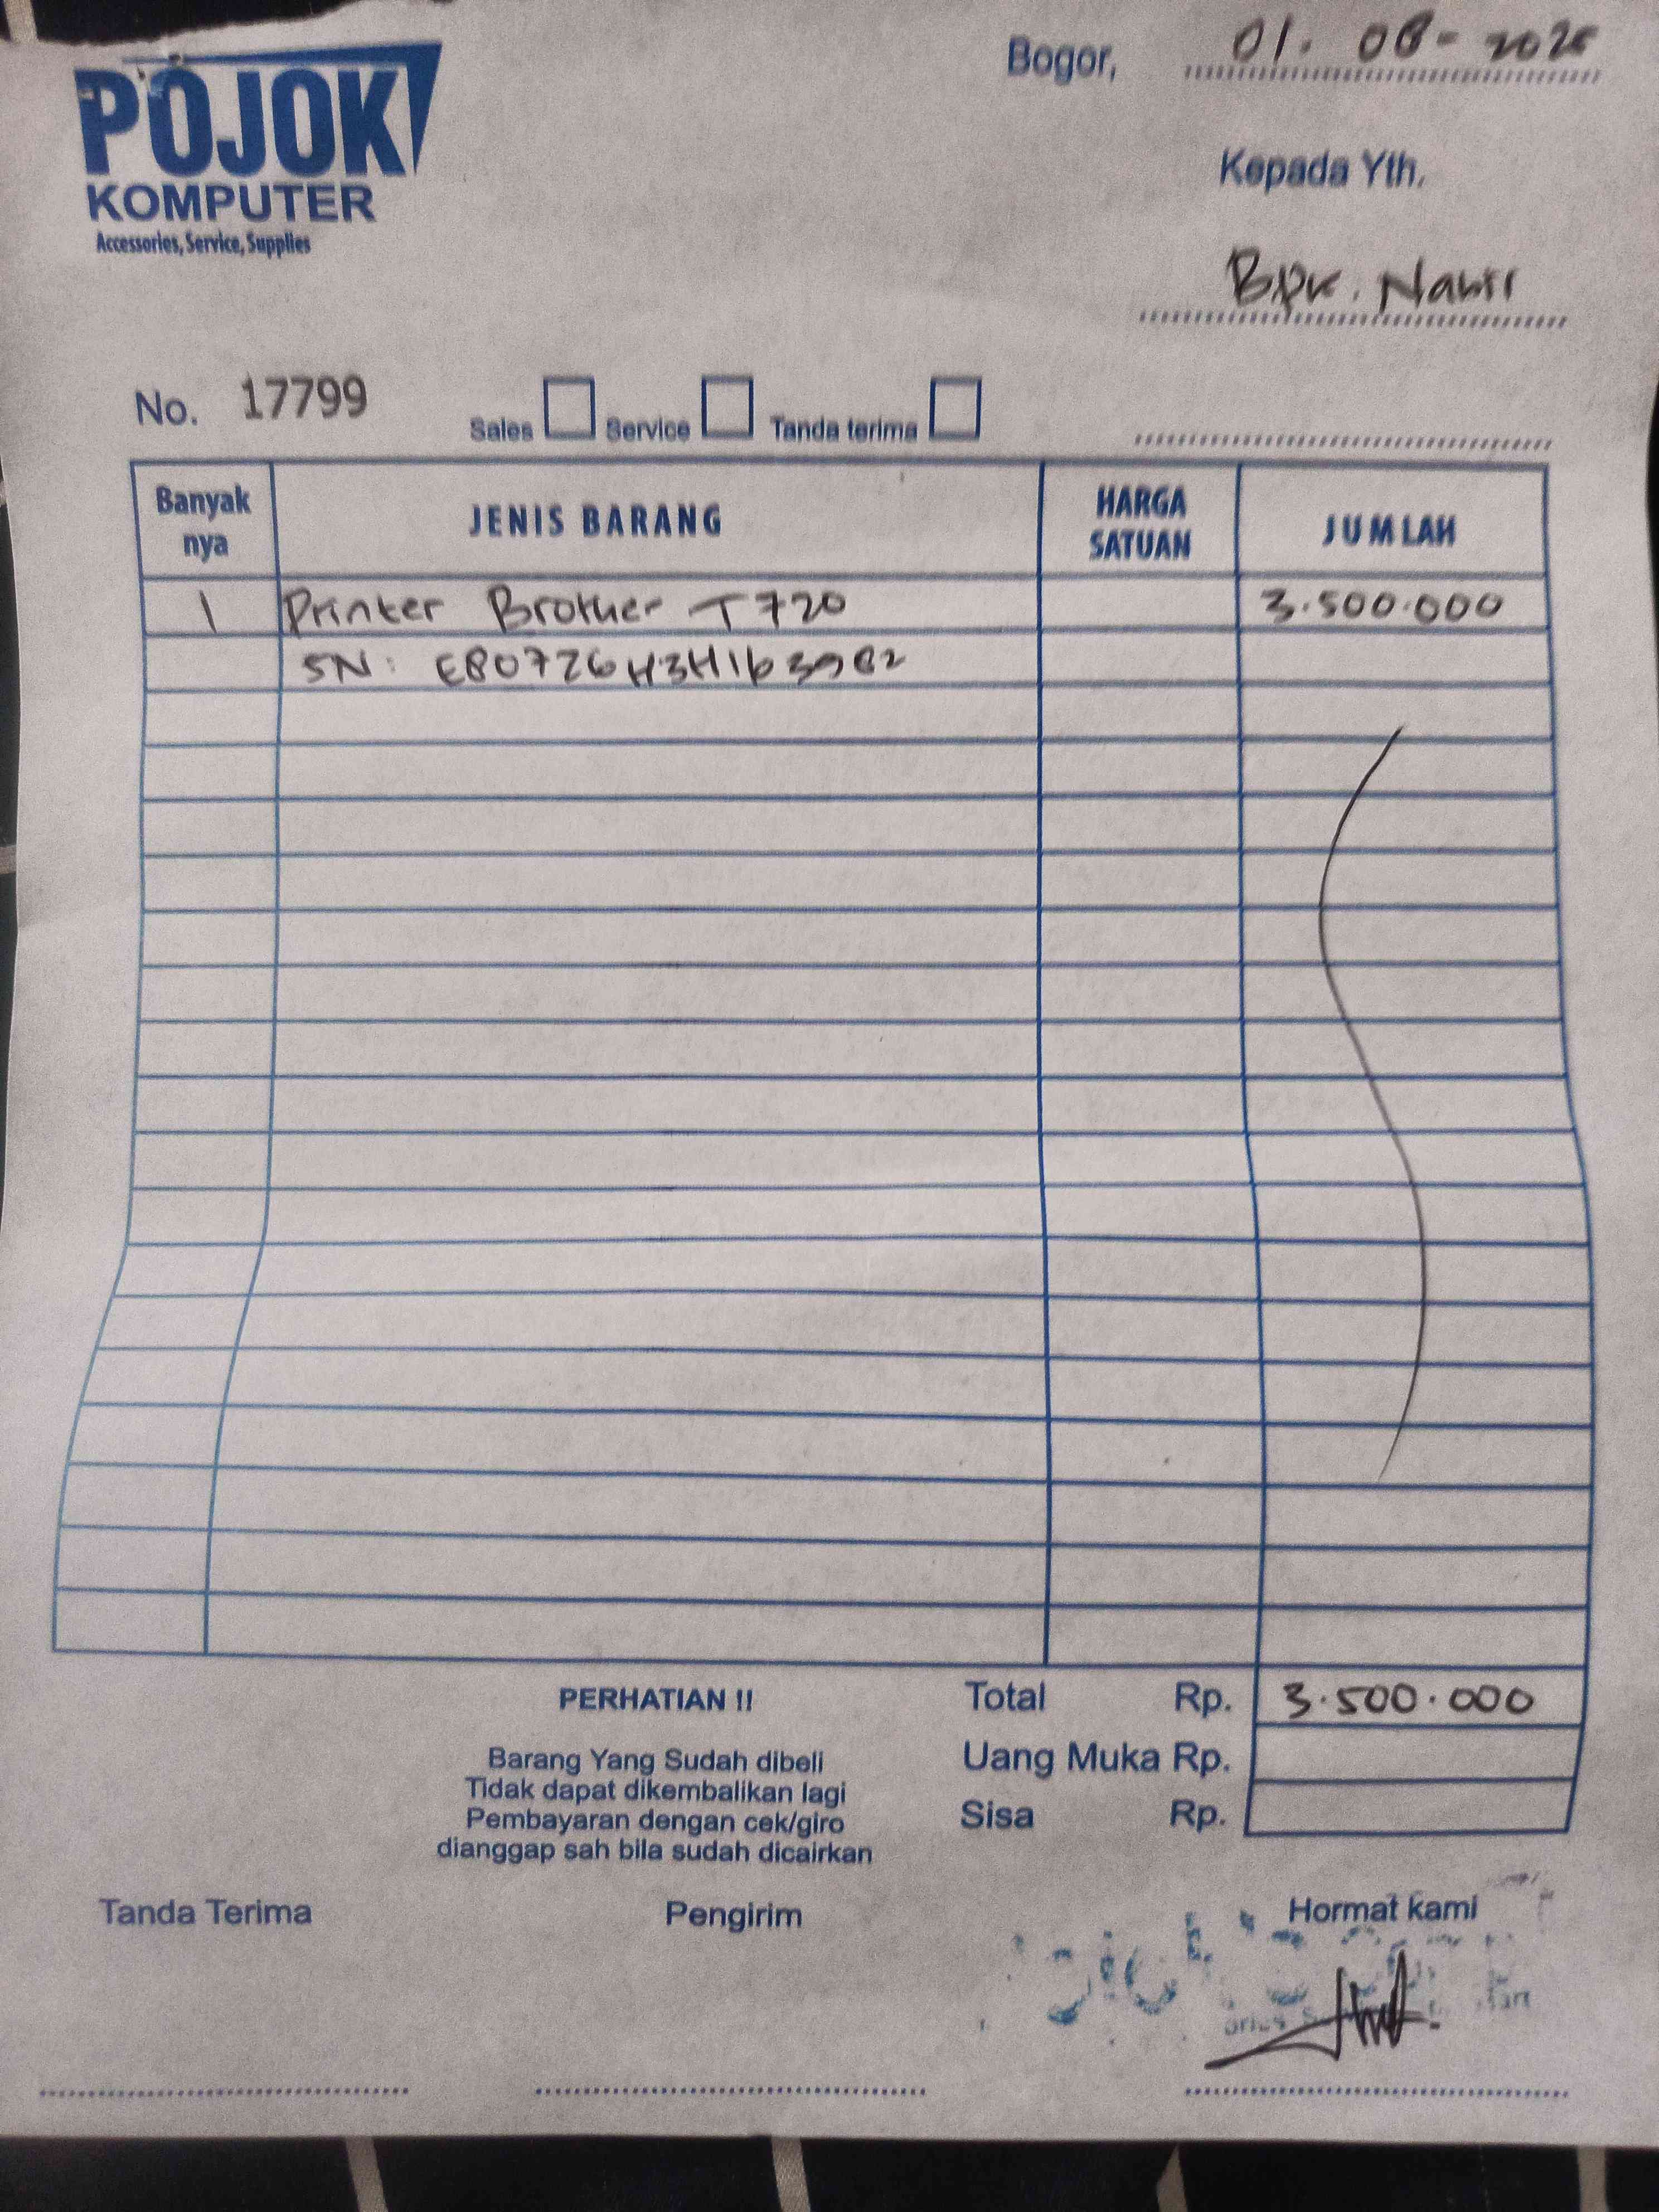 POJOK
KOMPUTER
Accessories, Service, Supplies
Bogor, 01. 08 - 2025
Kepada Yth.
Bpk.
No. 17799
Sales Service Tanda terima
Banyak nya JENIS BARANG HARGA SATUAN JUMLAH
1 Printer Brother T720 3.500.000
SN:
PERHATIAN !!
Barang Yang Sudah dibeli
Tidak dapat dikembalikan lagi
Pembayaran dengan cek/giro
dianggap sah bila sudah dicairkan
Total Rp. 3.500.000
Uang Muka Rp.
Sisa Rp.
Tanda Terima Pengirim Hormat kami